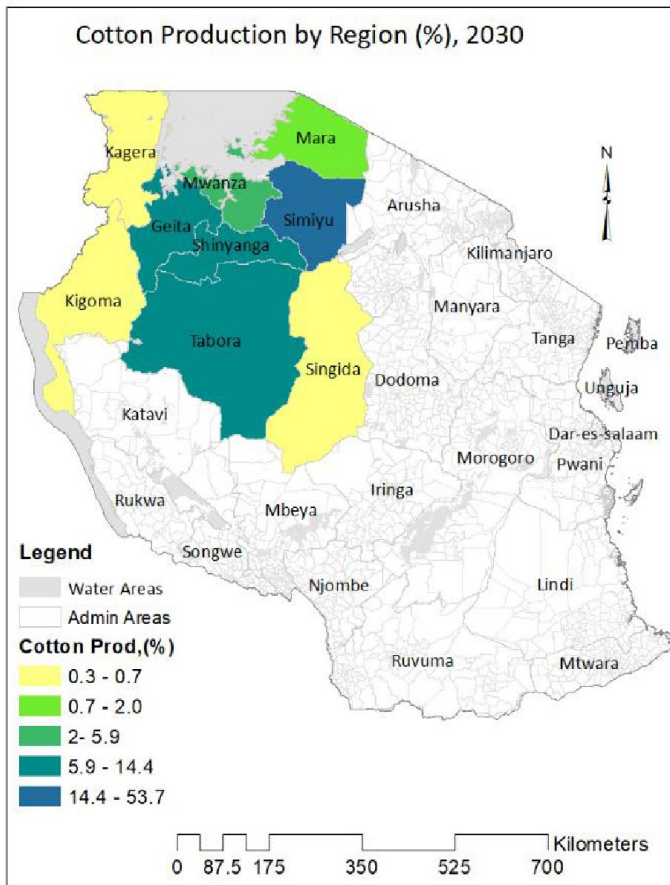 Cotton Production by Region (%), 2030
Mara
Kagera
N
Mwanza
Simiyu
Arusha
Geita
Shinyanga
Kilimanjaro
Kigoma
Manyara
Tabora
Tanga
Pemba
Singida
Dodoma
Unguja
Katavi
Dar-es-salaam
Morogoro
Pwani
Rukwa
Iringa
Mbeya
Songwe
Njombe
Lindi
Ruvuma
Mtwara
Legend
Water Areas
Admin Areas
Cotton Prod,(%)
0.3 - 0.7
0.7 - 2.0
2- 5.9
5.9 - 14.4
14.4 - 53.7
Kilometers
0 87.5 175 350 525 700